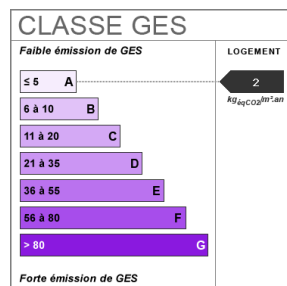 CLASSE GES
Faible émission de GES
LOGEMENT
≤ 5 A
2
kgéqCO2/m².an
6 à 10 B
11 à 20 C
21 à 35 D
36 à 55 E
56 à 80 F
> 80 G
Forte émission de GES